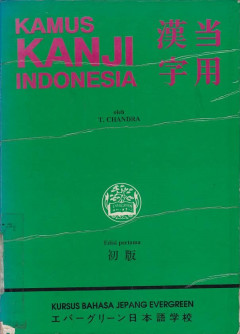 KAMUS
KANJI
INDONESIA
当用
漢字
oleh
T. CHANDRA
Edisi pertama
初版
KURSUS BAHASA JEPANG EVERGREEN
エバーグリーン日本語学校